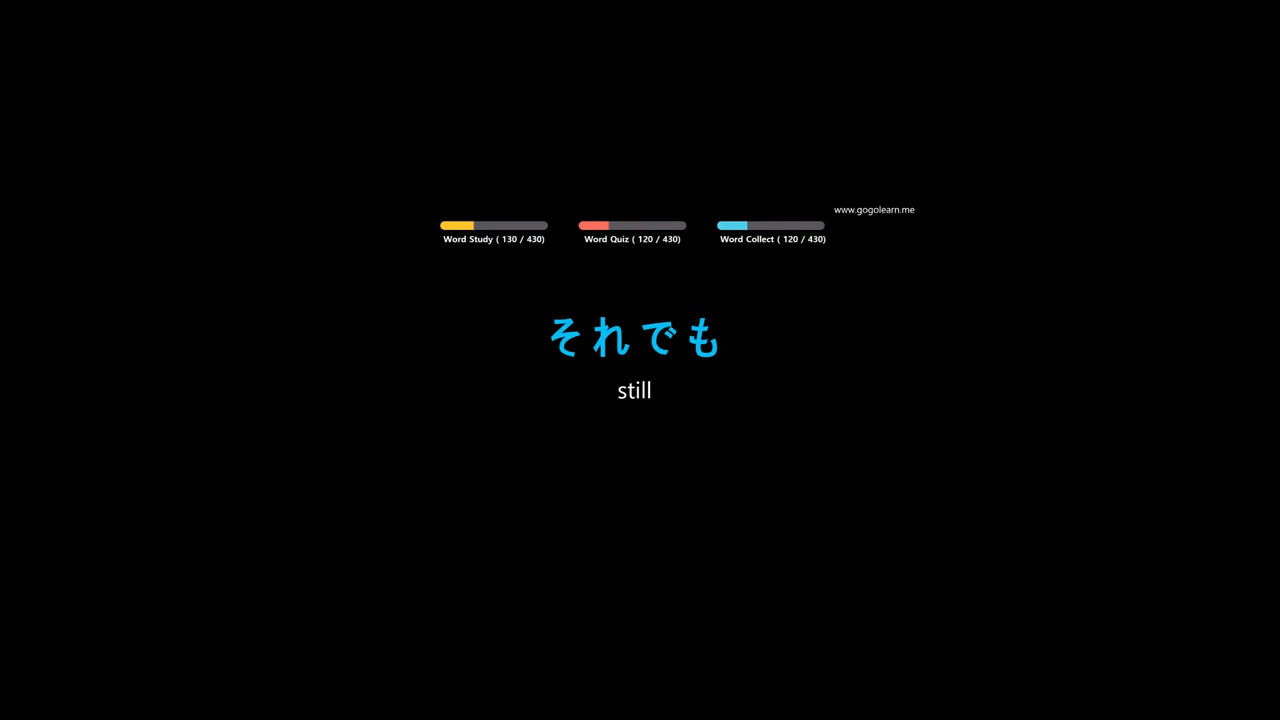 www.gogolearn.me
Word Study ( 130 / 430)
Word Quiz ( 120 / 430)
Word Collect ( 120 / 430)
それでも
still